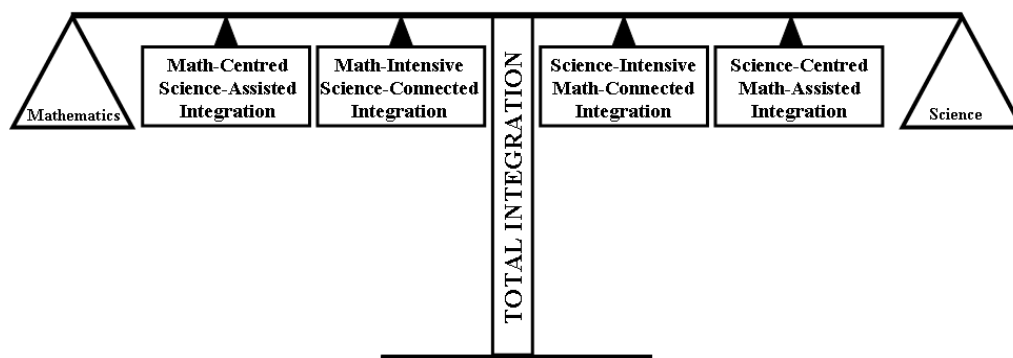 Mathematics
Math-Centred
Science-Assisted
Integration
Math-Intensive
Science-Connected
Integration
TOTAL INTEGRATION
Science-Intensive
Math-Connected
Integration
Science-Centred
Math-Assisted
Integration
Science